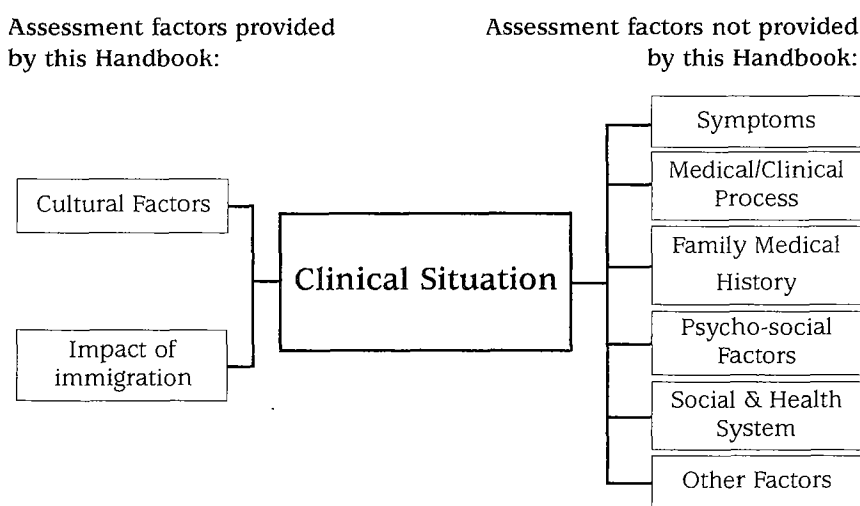 Assessment factors provided
by this Handbook:
Assessment factors not provided
by this Handbook:
Cultural Factors
Impact of
immigration
Clinical Situation
Symptoms
Medical/Clinical
Process
Family Medical
History
Psycho-social
Factors
Social & Health
System
Other Factors